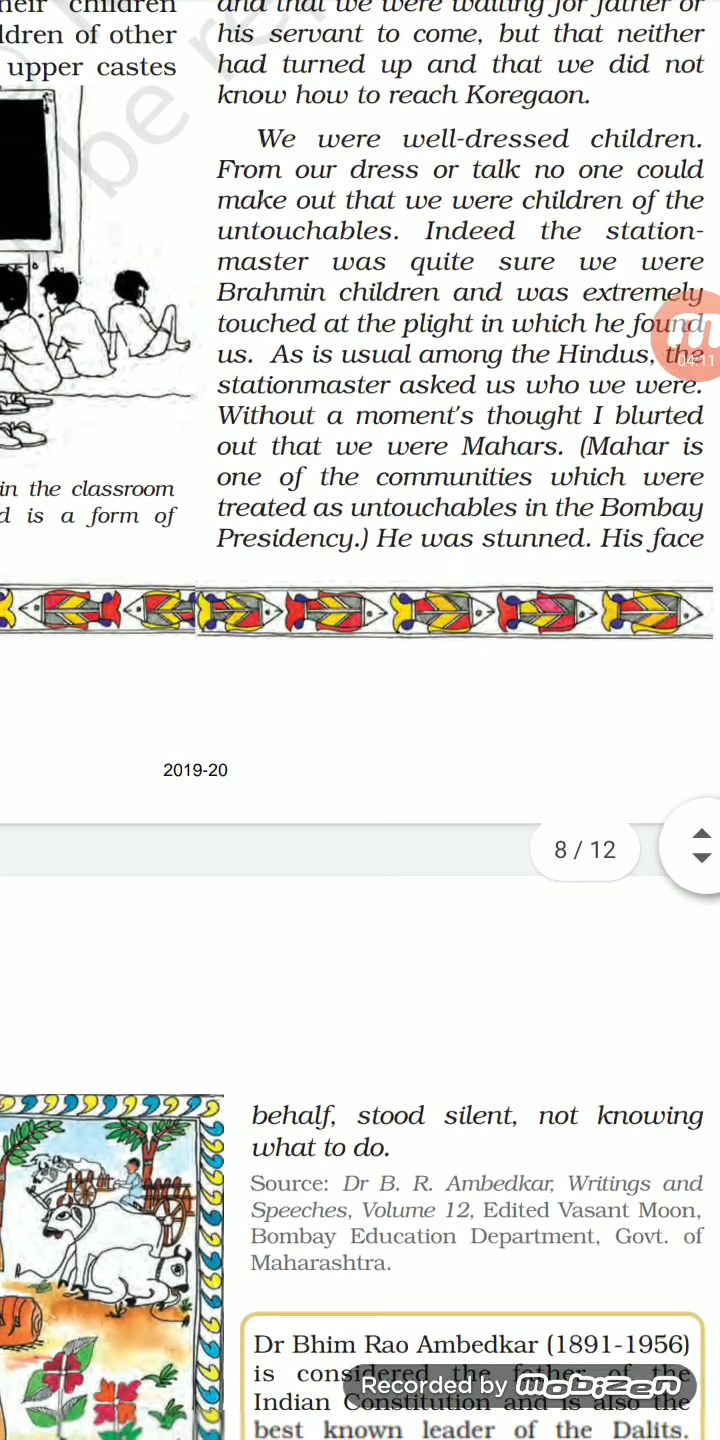 their children
ldren of other
upper castes
in the classroom
d is a form of
and that we were waiting for father or
his servant to come, but that neither
had turned up and that we did not
know how to reach Koregaon.
We were well-dressed children.
From our dress or talk no one could
make out that we were children of the
untouchables. Indeed the station-
master was quite sure we were
Brahmin children and was extremely
touched at the plight in which he found
us. As is usual among the Hindus, the
stationmaster asked us who we were.
Without a moment's thought I blurted
out that we were Mahars. (Mahar is
one of the communities which were
treated as untouchables in the Bombay
Presidency.) He was stunned. His face
04:11
2019-20
8 / 12
behalf, stood silent, not knowing
what to do.
Source: Dr B. R. Ambedkar, Writings and
Speeches, Volume 12, Edited Vasant Moon,
Bombay Education Department, Govt. of
Maharashtra.
Dr Bhim Rao Ambedkar (1891-1956)
is considered the father of the
Indian Constitution and is also the
best known leader of the Dalits.
Recorded by mobizen